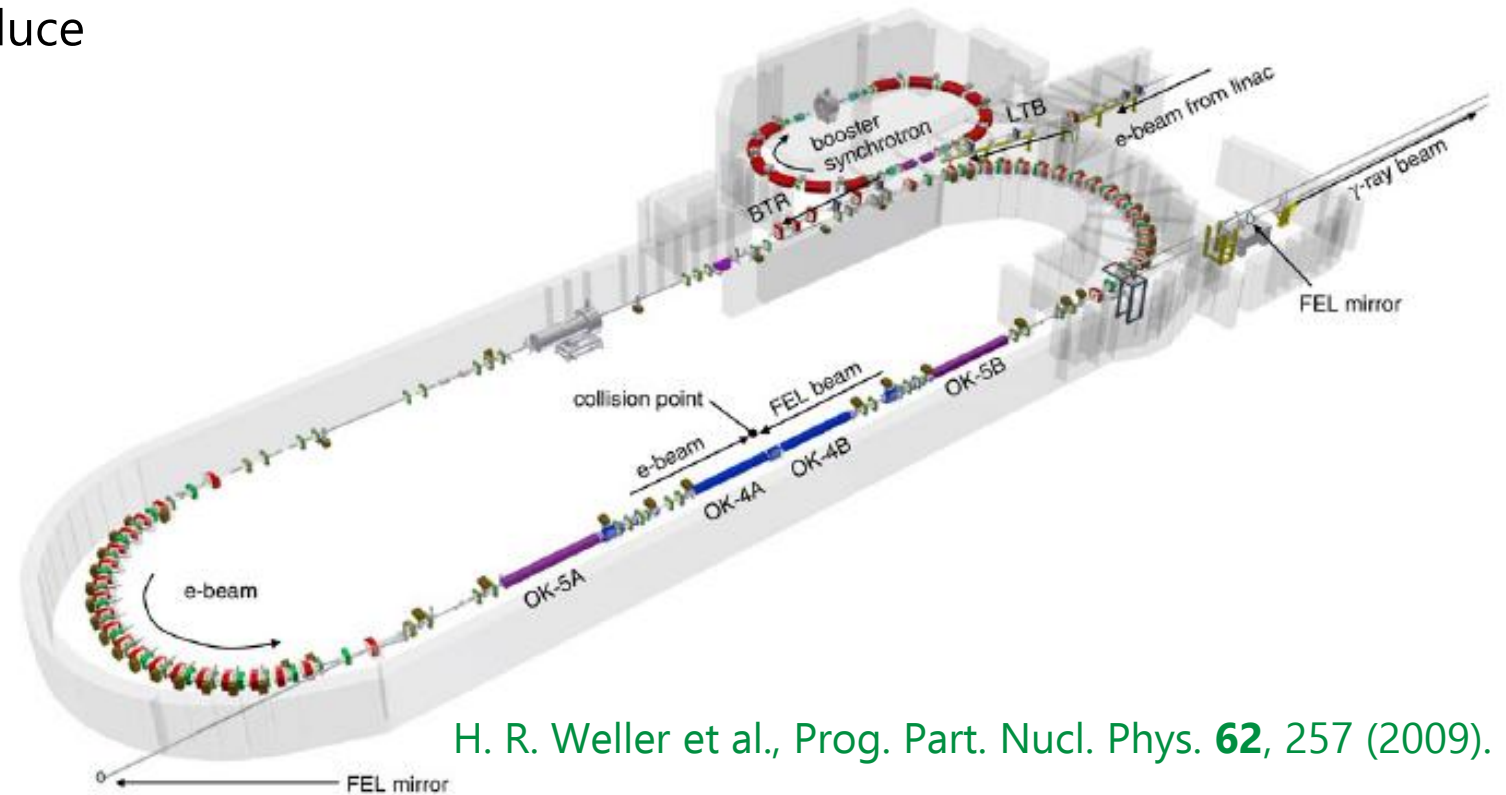 luce
booster
synchrotron
LTB
e-beam from linac
BTR
γ-ray beam
FEL mirror
collision point
FEL beam
e-beam
OK-5B
OK-4B
OK-4A
OK-5A
e-beam
H. R. Weller et al., Prog. Part. Nucl. Phys. 62, 257 (2009).
FEL mirror